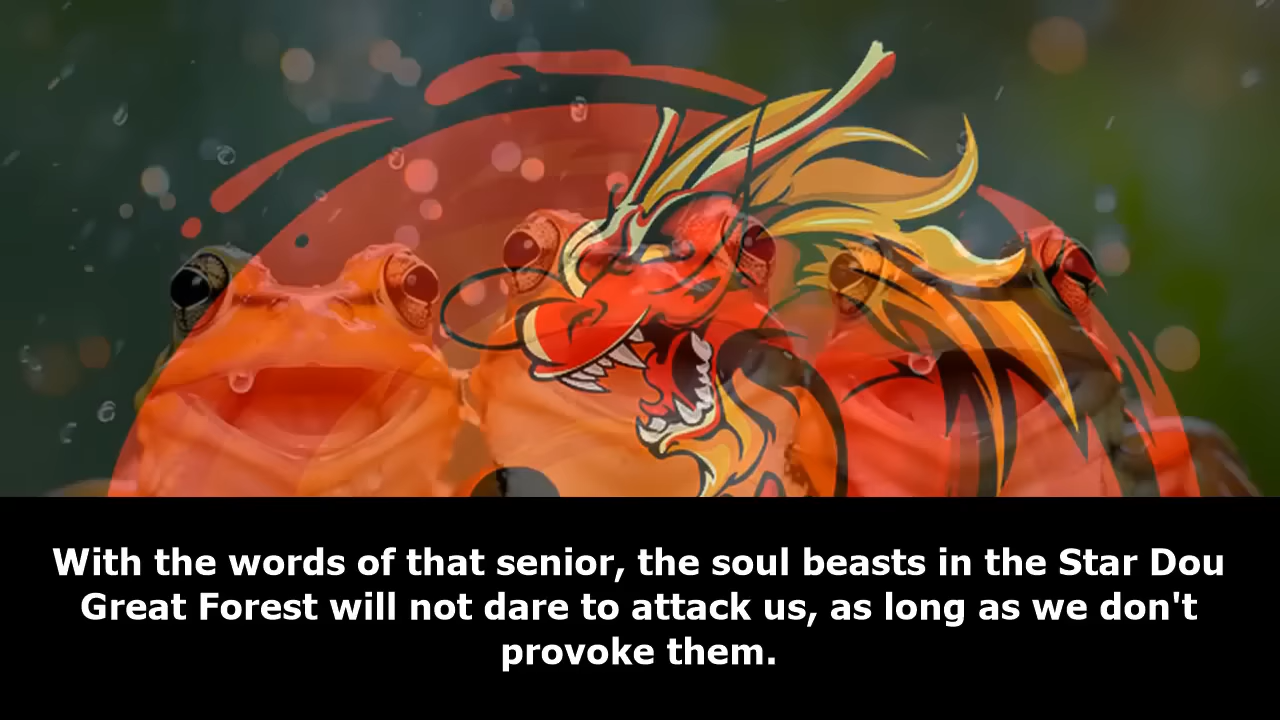 With the words of that senior, the soul beasts in the Star Dou
Great Forest will not dare to attack us, as long as we don't
provoke them.